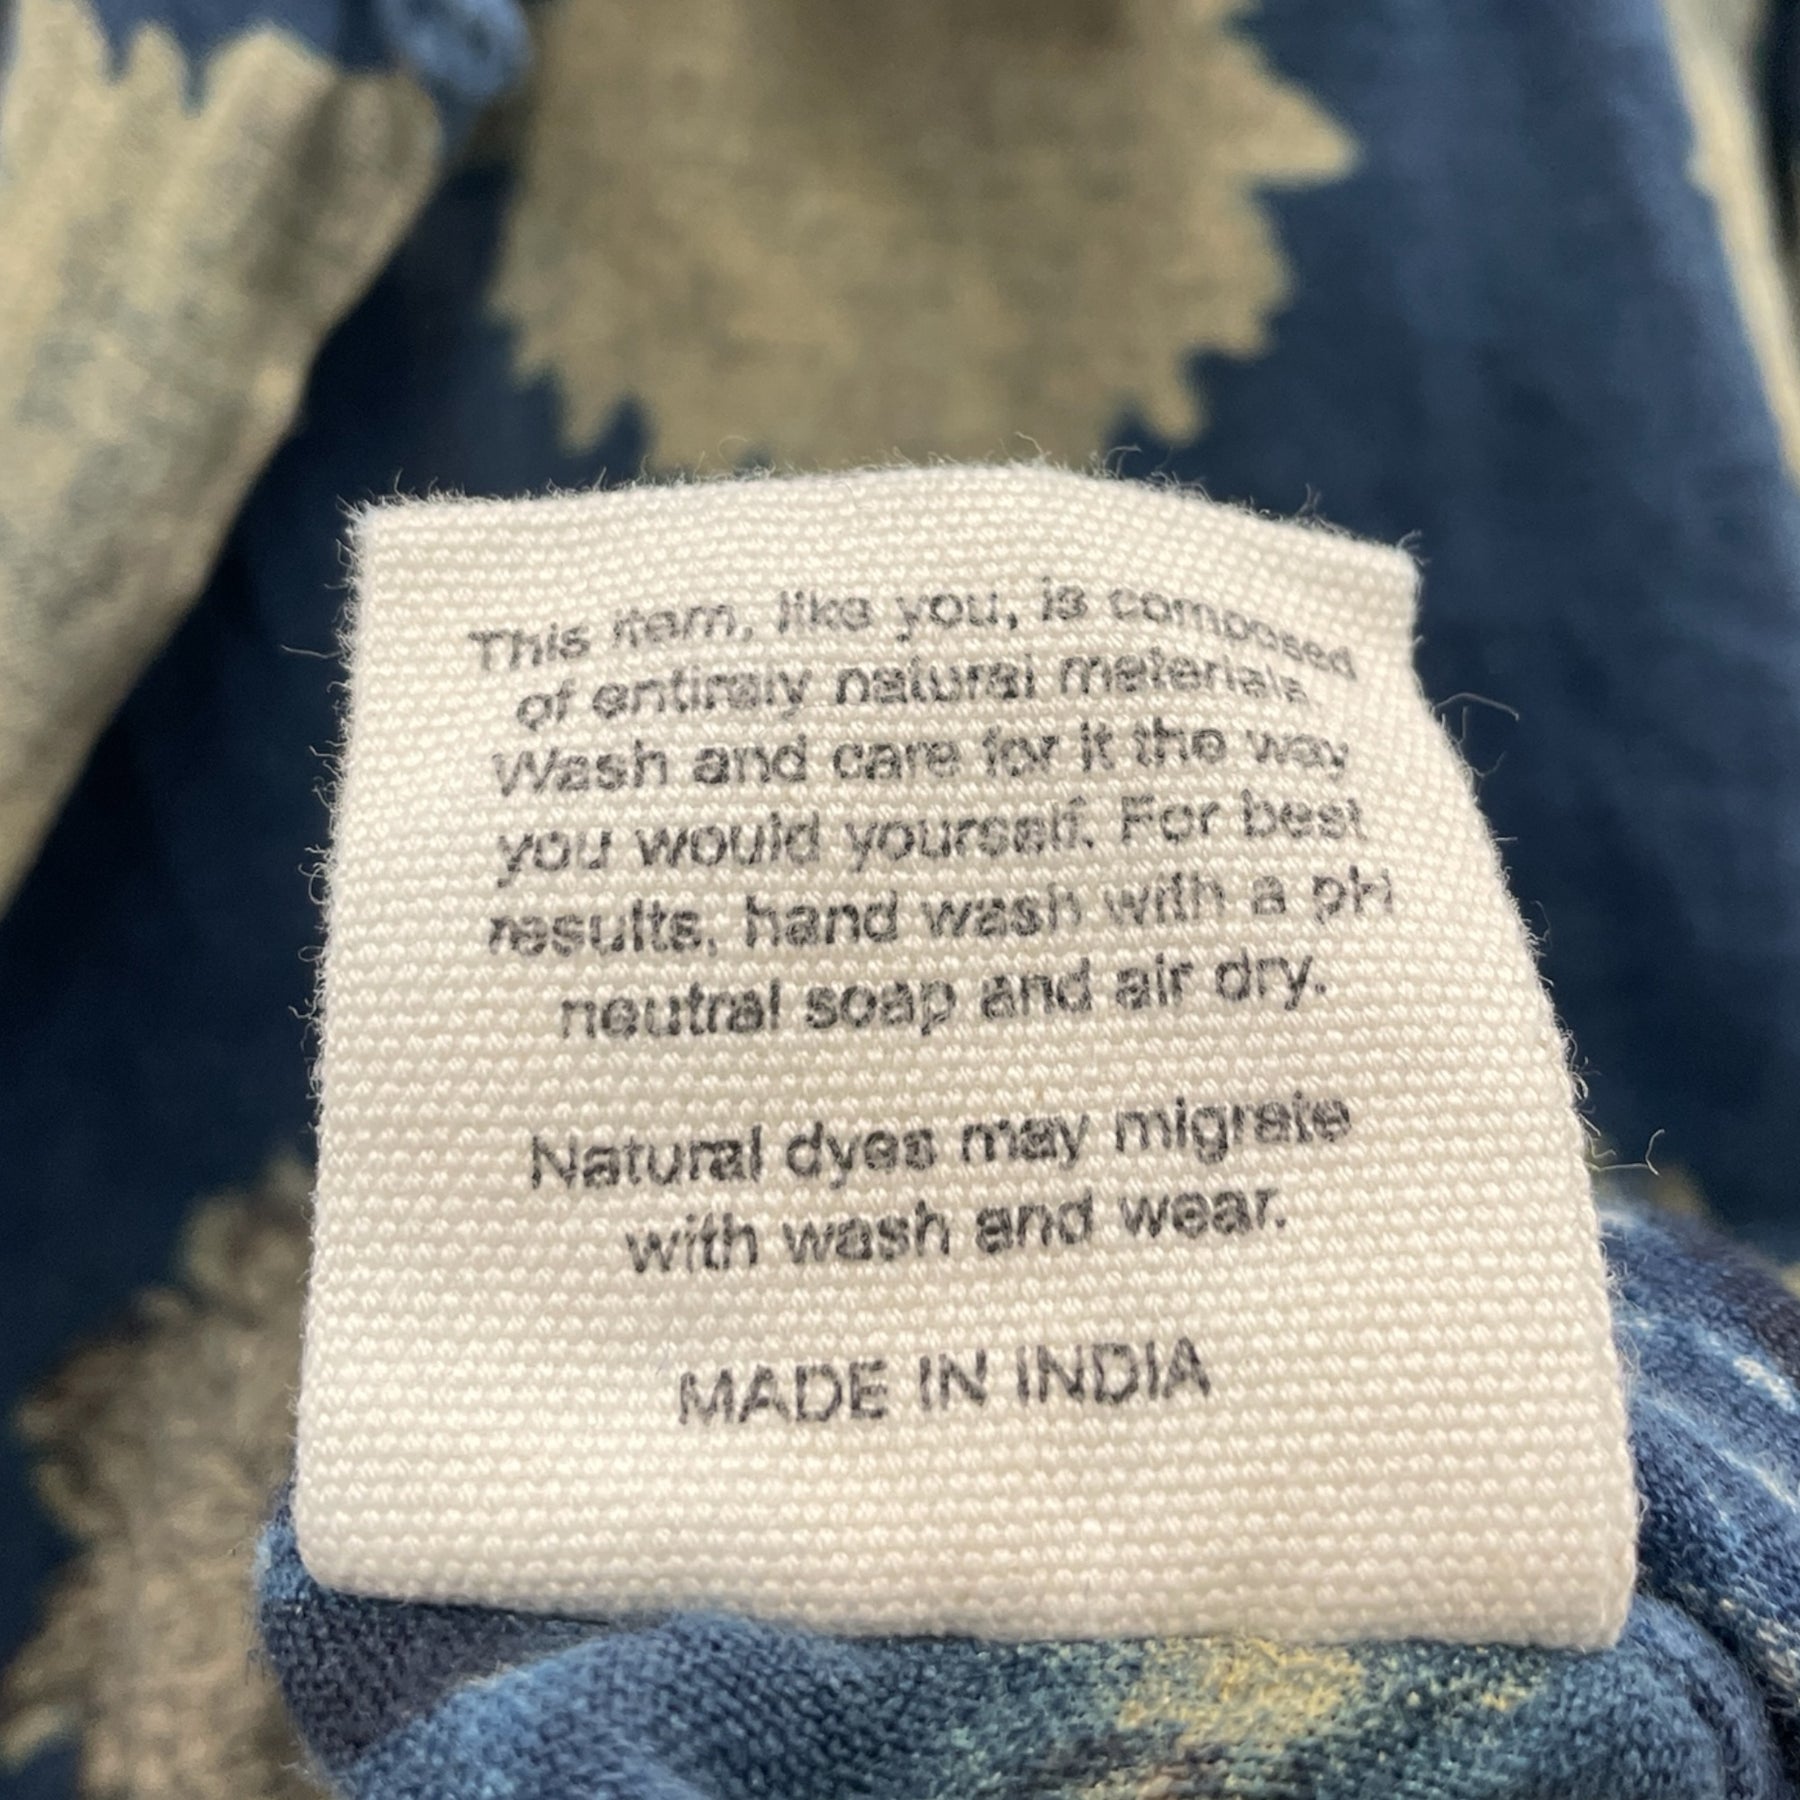 This item, like you, is composed
of entirely natural materials.
Wash and care for it the way
you would yourself. For best
results, hand wash with a pH
neutral soap and air dry.
Natural dyes may migrate
with wash and wear.
MADE IN INDIA